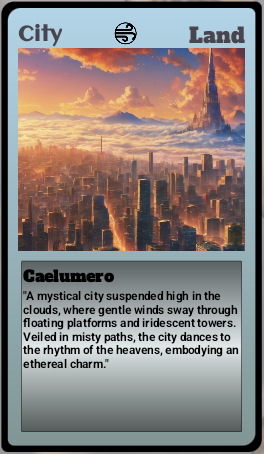 City Land
Caelumero
"A mystical city suspended high in the
clouds, where gentle winds sway through
floating platforms and iridescent towers.
Veiled in misty paths, the city dances to
the rhythm of the heavens, embodying an
ethereal charm."